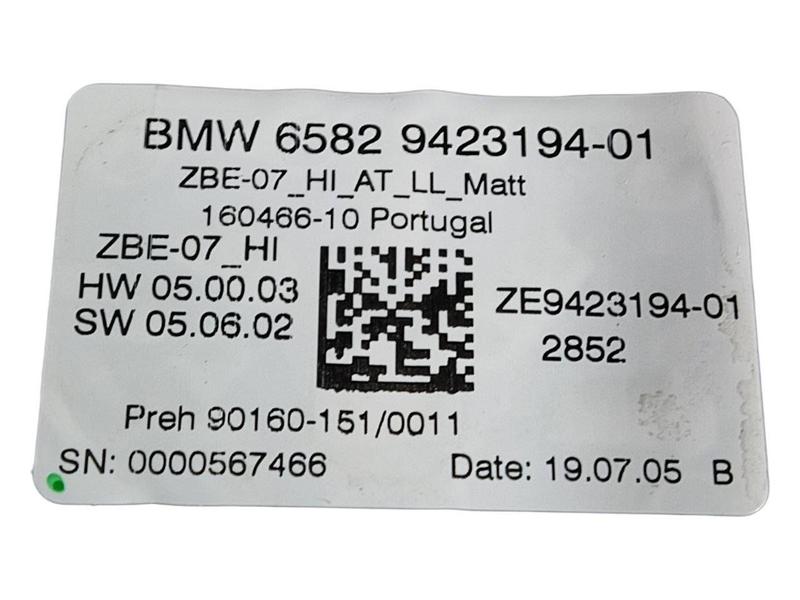 BMW 6582 9423194-01
ZBE-07_HI_AT_LL_Matt
160466-10 Portugal
ZBE-07_HI
HW 05.00.03
SW 05.06.02
ZE9423194-01
2852
Preh 90160-151/0011
SN: 0000567466
Date: 19.07.05 B